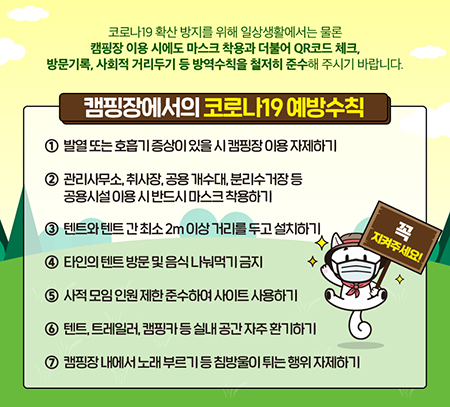 코로나19 확산 방지를 위해 일상생활에서는 물론
캠핑장 이용 시에도 마스크 착용과 더불어 QR코드 체크,
방문기록, 사회적 거리두기 등 방역수칙을 철저히 준수해 주시기 바랍니다.
캠핑장에서의 코로나19 예방수칙
① 발열 또는 호흡기 증상이 있을 시 캠핑장 이용 자제하기
② 관리사무소, 취사장, 공용 개수대, 분리수거장 등
공용시설 이용 시 반드시 마스크 착용하기
③ 텐트와 텐트 간 최소 2m 이상 거리를 두고 설치하기
④ 타인의 텐트 방문 및 음식 나눠먹기 금지
⑤ 사적 모임 인원 제한 준수하여 사이트 사용하기
⑥ 텐트, 트레일러, 캠핑카 등 실내 공간 자주 환기하기
⑦ 캠핑장 내에서 노래 부르기 등 침방울이 튀는 행위 자제하기
꼭
지켜주세요!